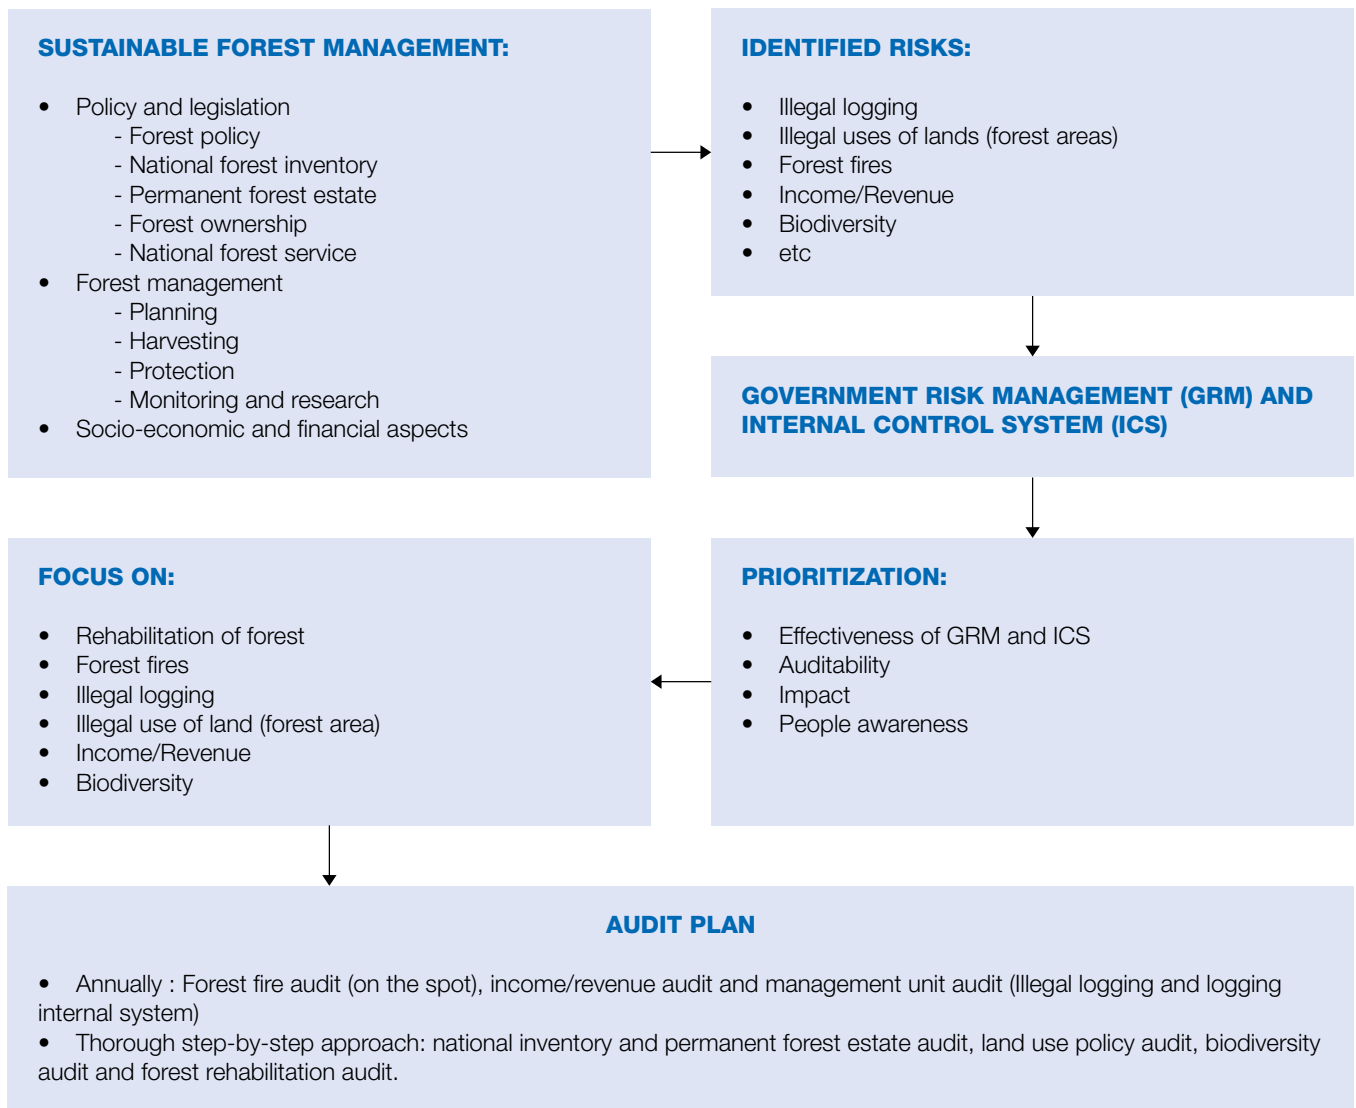 SUSTAINABLE FOREST MANAGEMENT:
• Policy and legislation
- Forest policy
- National forest inventory
- Permanent forest estate
- Forest ownership
- National forest service
• Forest management
- Planning
- Harvesting
- Protection
- Monitoring and research
• Socio-economic and financial aspects
IDENTIFIED RISKS:
• Illegal logging
• Illegal uses of lands (forest areas)
• Forest fires
• Income/Revenue
• Biodiversity
• etc
GOVERNMENT RISK MANAGEMENT (GRM) AND
INTERNAL CONTROL SYSTEM (ICS)
PRIORITIZATION:
• Effectiveness of GRM and ICS
• Auditability
• Impact
• People awareness
FOCUS ON:
• Rehabilitation of forest
• Forest fires
• Illegal logging
• Illegal use of land (forest area)
• Income/Revenue
• Biodiversity
AUDIT PLAN
• Annually : Forest fire audit (on the spot), income/revenue audit and management unit audit (Illegal logging and logging
internal system)
• Thorough step-by-step approach: national inventory and permanent forest estate audit, land use policy audit, biodiversity
audit and forest rehabilitation audit.